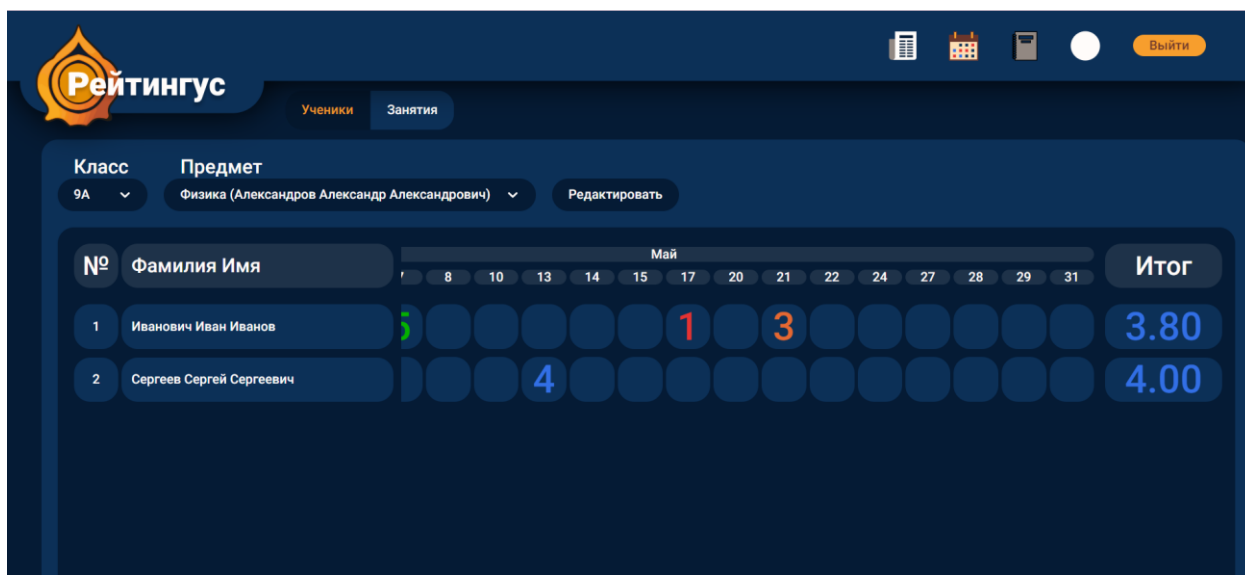 Рейтингус
Выйти
Ученики Занятия
Класс Предмет
9А Физика (Александров Александр Александрович) Редактировать
№ Фамилия Имя Май Итог
8 10 13 14 15 17 20 21 22 24 27 28 29 31
1 Иванович Иван Иванов 5 1 3 3.80
2 Сергеев Сергей Сергеевич 4 4.00